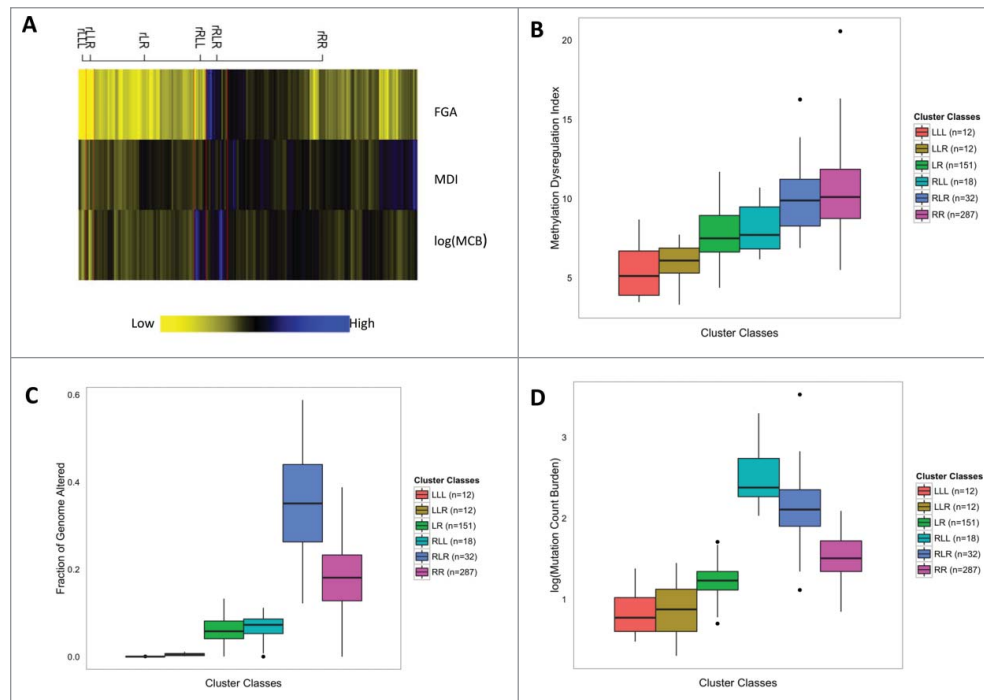 A
rLLL
rLLR
rLR
rRLL
rRLR
rRR
FGA
MDI
log(MCB)
Low
High
B
20
15
10
5
Methylation Dysregulation Index
Cluster Classes
Cluster Classes
LLL (n=12)
LLR (n=12)
LR (n=151)
RLL (n=18)
RLR (n=32)
RR (n=287)
C
0.6
0.4
0.2
0.0
Fraction of Genome Altered
Cluster Classes
Cluster Classes
LLL (n=12)
LLR (n=12)
LR (n=151)
RLL (n=18)
RLR (n=32)
RR (n=287)
D
3
2
1
log(Mutation Count Burden)
Cluster Classes
Cluster Classes
LLL (n=12)
LLR (n=12)
LR (n=151)
RLL (n=18)
RLR (n=32)
RR (n=287)